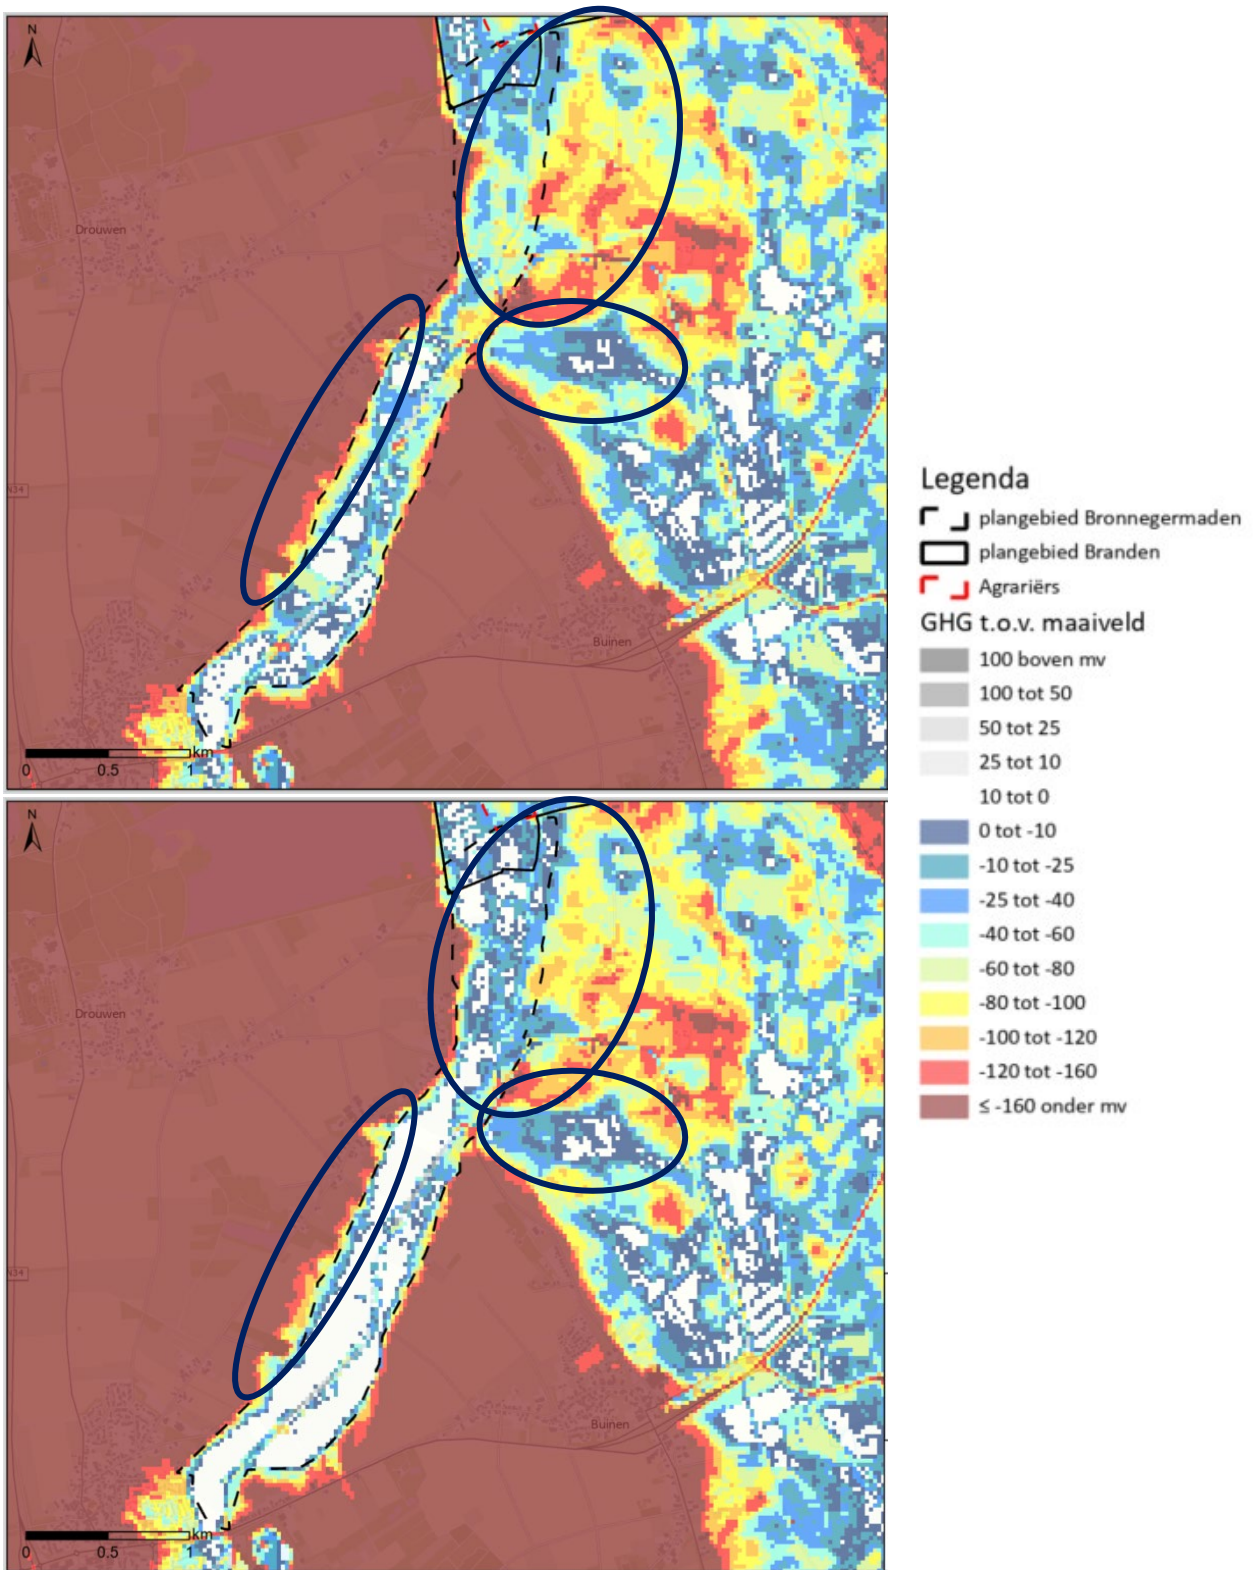 N
Drouwen
N34
Buinen
km
0 0.5 1
N
Drouwen
N34
Buinen
km
0 0.5 1
Legenda
plangebied Bronnegermaden
plangebied Branden
Agrariërs
GHG t.o.v. maaiveld
100 boven mv
100 tot 50
50 tot 25
25 tot 10
10 tot 0
0 tot -10
-10 tot -25
-25 tot -40
-40 tot -60
-60 tot -80
-80 tot -100
-100 tot -120
-120 tot -160
≤ -160 onder mv